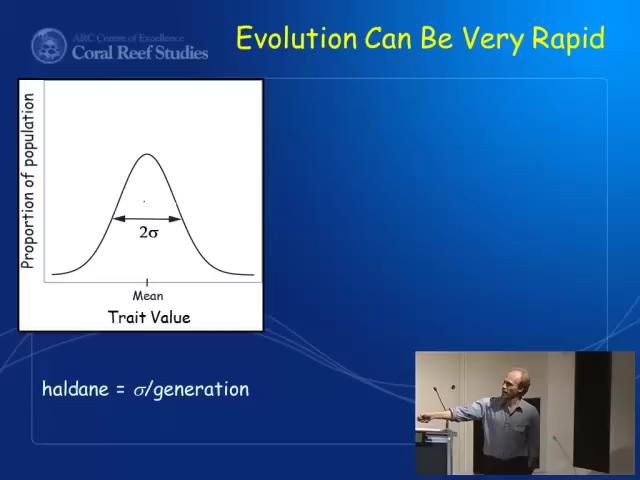 ARC Centre of Excellence
Coral Reef Studies
Evolution Can Be Very Rapid
Proportion of population
2σ
Mean
Trait Value
haldane = σ/generation